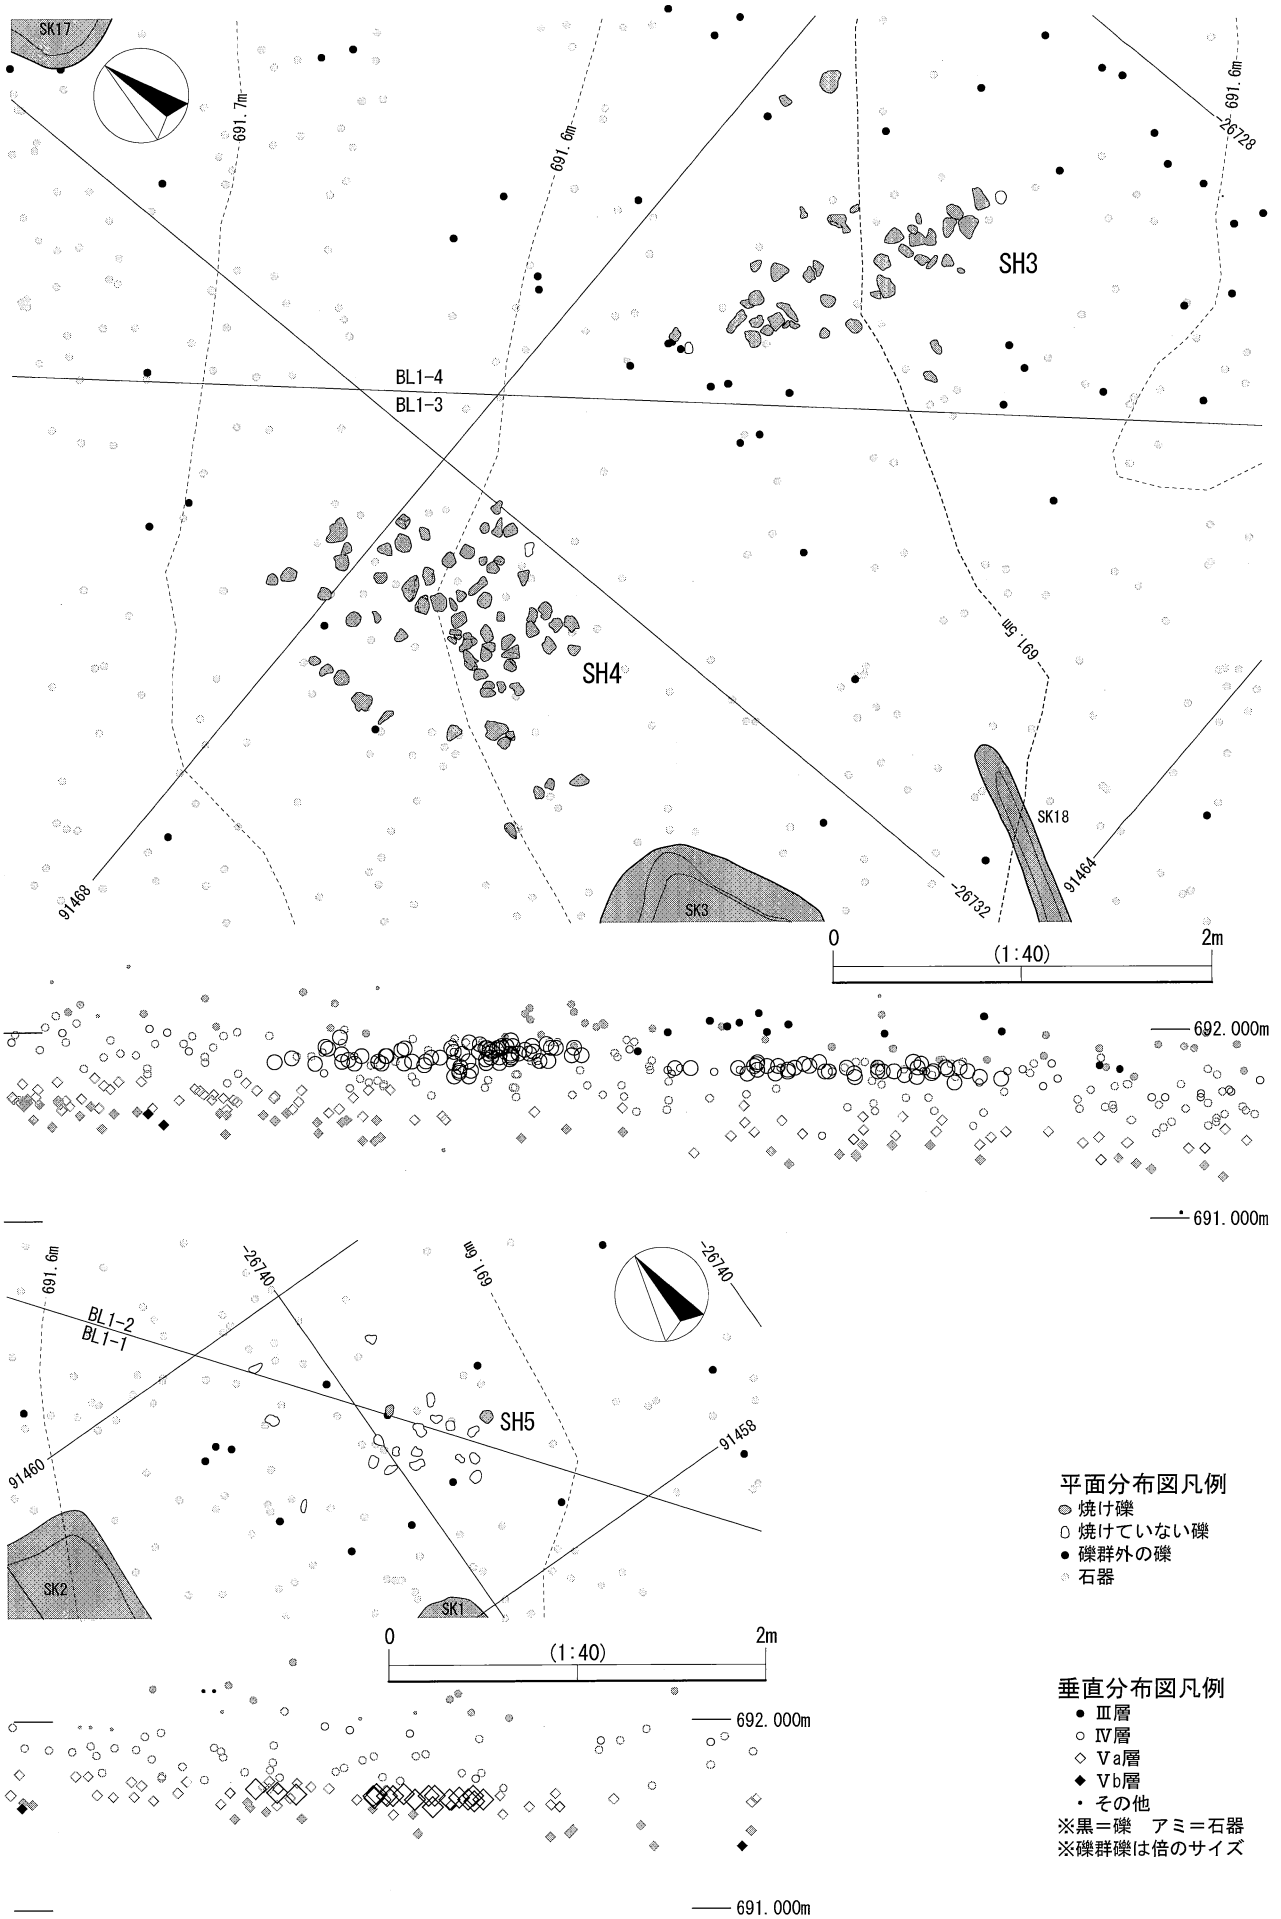 SK17
691.7m
691.6m
691.6m
-26728
SH3
BL1-4
BL1-3
SH4
691.5m
SK18
91468
SK3
-26732
91464
0 2m
(1:40)
692.000m
691.000m
691.6m
-26740
691.6m
-26740
BL1-2
BL1-1
SH5
91460
91458
SK2
SK1
0 2m
(1:40)
692.000m
691.000m
平面分布図凡例
焼け礫
焼けていない礫
礫群外の礫
石器
垂直分布図凡例
Ⅲ層
Ⅳ層
Ⅴa層
Ⅴb層
その他
※黒＝礫　アミ＝石器
※礫群礫は倍のサイズ